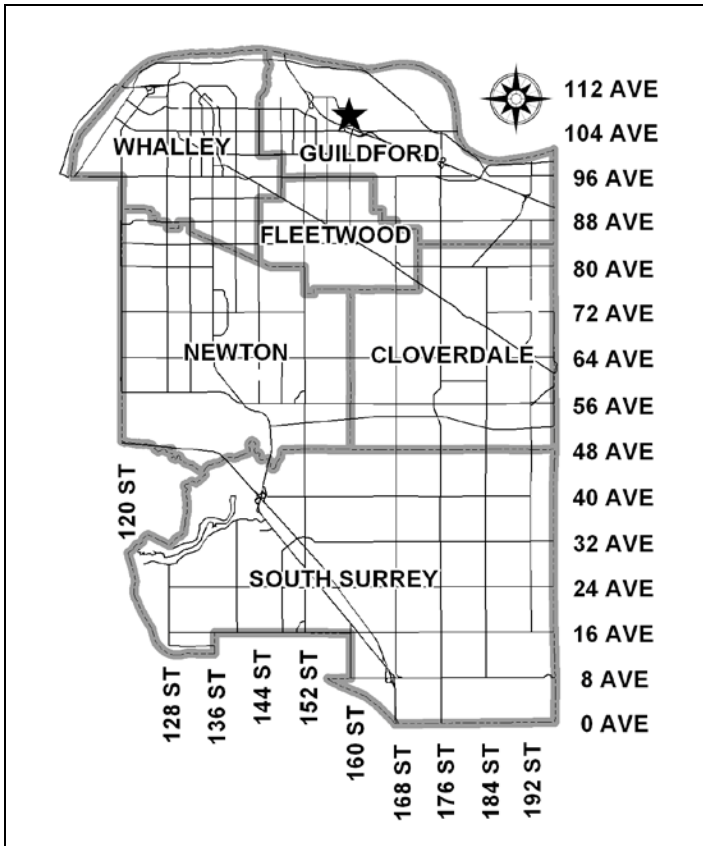 112 AVE
104 AVE
WHALLEY
GUILDFORD
96 AVE
88 AVE
FLEETWOOD
80 AVE
72 AVE
NEWTON
CLOVERDALE
64 AVE
56 AVE
48 AVE
120 ST
40 AVE
32 AVE
SOUTH SURREY
24 AVE
16 AVE
128 ST
136 ST
144 ST
152 ST
8 AVE
160 ST
0 AVE
168 ST
176 ST
184 ST
192 ST